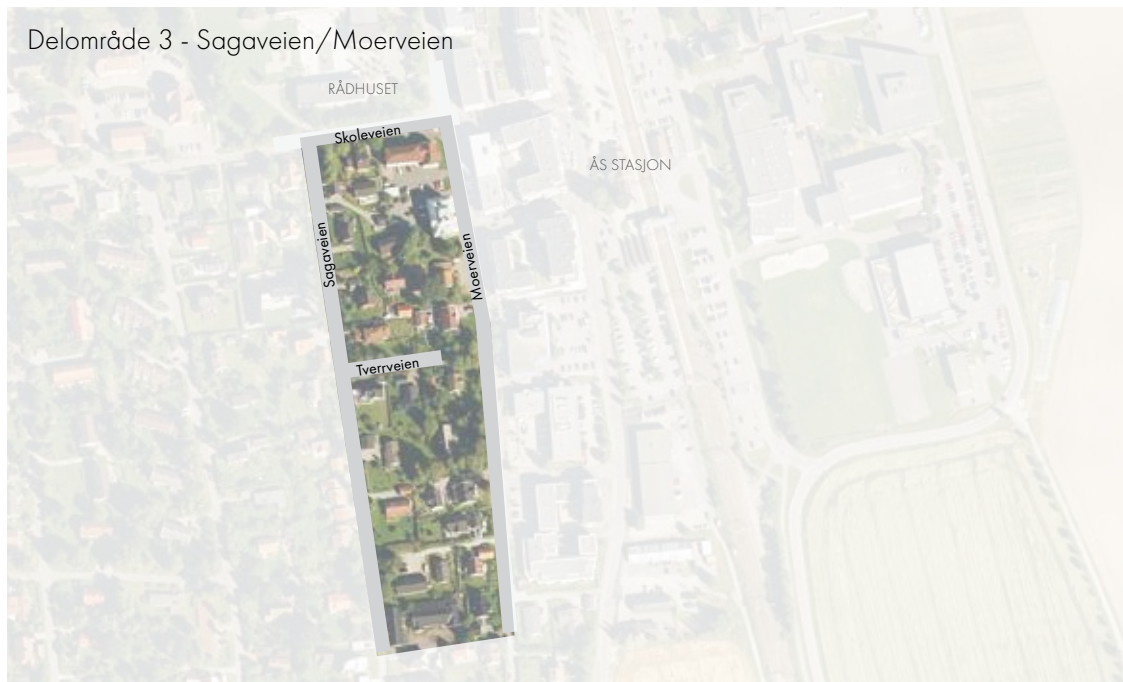 Delområde 3 - Sagaveien/Moerveien
RÅDHUSET
Skoleveien
ÅS STASJON
Sagaveien
Moerveien
Tverrveien